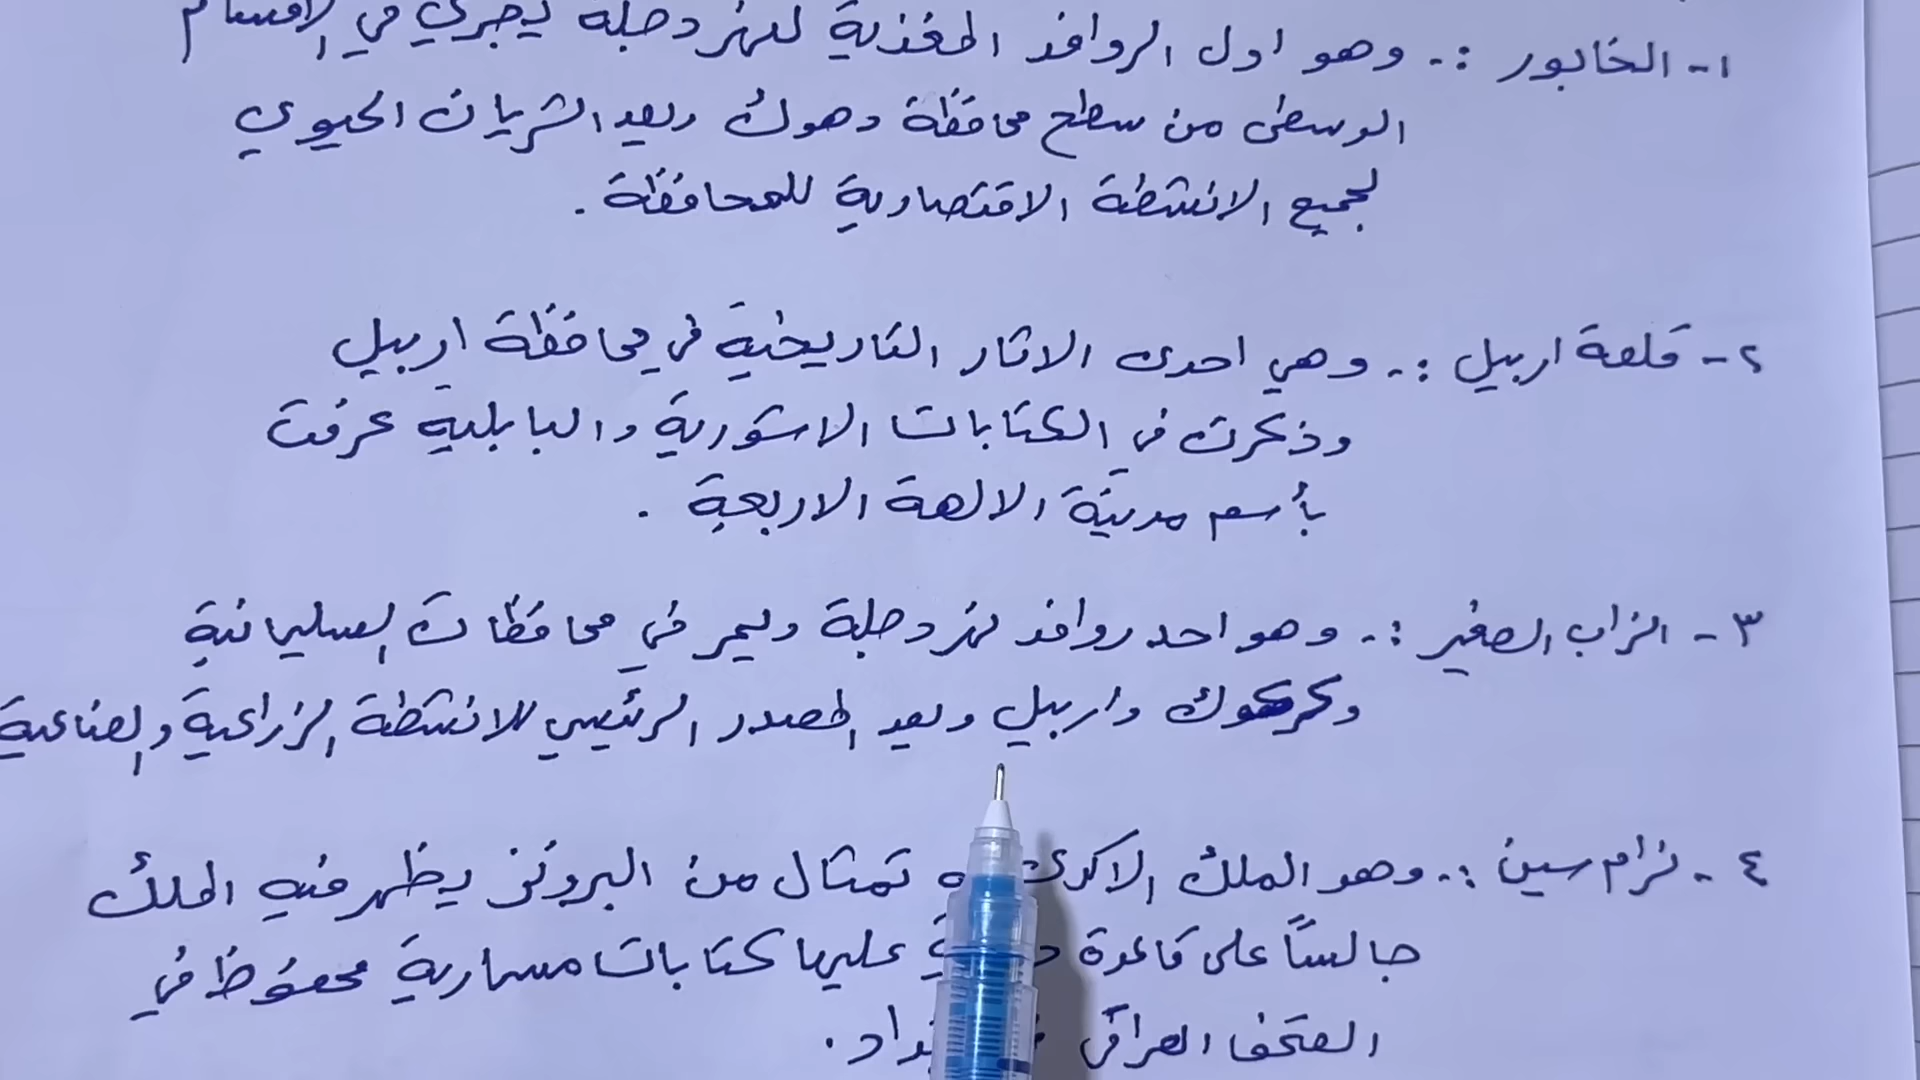 ١- الخابور :- وهو اول الروافد المغذية للنهر دجلة يجري في الاقسام
الوسطى من سطح محافظة دهوك ويعد الشريان الحيوي
لجميع الانشطة الاقتصادية للمحافظة .
٢- قلعة اربيل :- وهي احدى الاثار التاريخية في محافظة اربيل
وذكرت في الكتابات الاشورية والبابلية عرفت
بأسم مدينة الالهة الاربعة .
٣- الزاب الصغير :- وهو احد روافد نهر دجلة ويمر في محافظات السليمانية
وكركوك واربيل ويعد المصدر الرئيسي للانشطة الزراعية والصناعية
٤- نرام سين :- وهو الملك الاكدي تمثال من البرونز يظهر فيه الملك
جالساً على قاعدة عليها كتابات مسمارية محفوظ في
المتحف العراقي